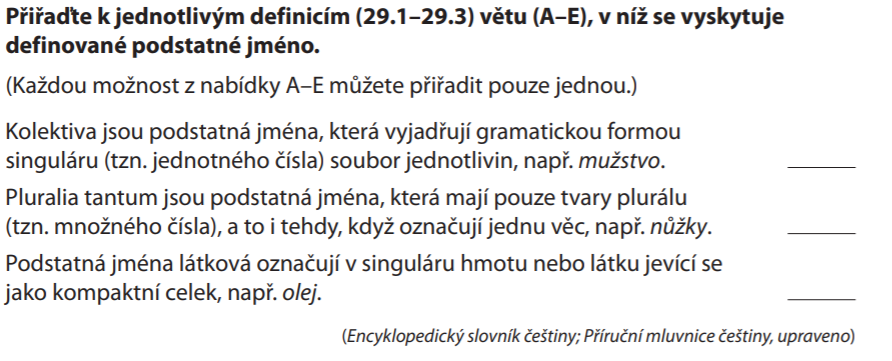 Přiřaďte k jednotlivým definicím (29.1–29.3) větu (A–E), v níž se vyskytuje
definované podstatné jméno.
(Každou možnost z nabídky A–E můžete přiřadit pouze jednou.)
Kolektiva jsou podstatná jména, která vyjadřují gramatickou formou
singuláru (tzn. jednotného čísla) soubor jednotlivin, např. mužstvo. _____
Pluralia tantum jsou podstatná jména, která mají pouze tvary plurálu
(tzn. množného čísla), a to i tehdy, když označují jednu věc, např. nůžky. _____
Podstatná jména látková označují v singuláru hmotu nebo látku jevící se
jako kompaktní celek, např. olej. _____
(Encyklopedický slovník češtiny; Příruční mluvnice češtiny, upraveno)